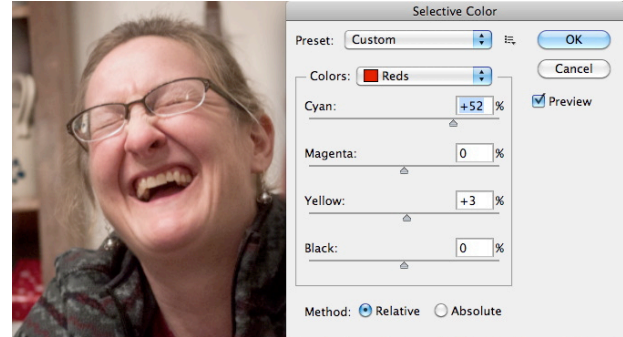 Selective Color
Preset: Custom OK
Colors: Reds Cancel
Cyan: +52 % Preview
Magenta: 0 %
Yellow: +3 %
Black: 0 %
Method: Relative Absolute